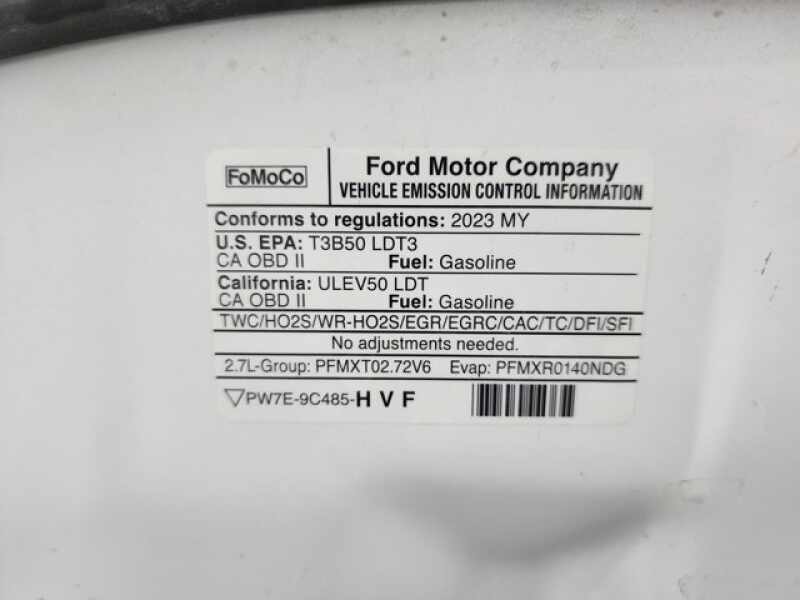 FoMoCo
Ford Motor Company
VEHICLE EMISSION CONTROL INFORMATION
Conforms to regulations: 2023 MY
U.S. EPA: T3B50 LDT3
CA OBD II Fuel: Gasoline
California: ULEV50 LDT
CA OBD II Fuel: Gasoline
TWC/HO2S/WR-HO2S/EGR/EGRC/CAC/TC/DFI/SFI
No adjustments needed.
2.7L-Group: PFMXT02.72V6 Evap: PFMXR0140NDG
PW7E-9C485-H V F